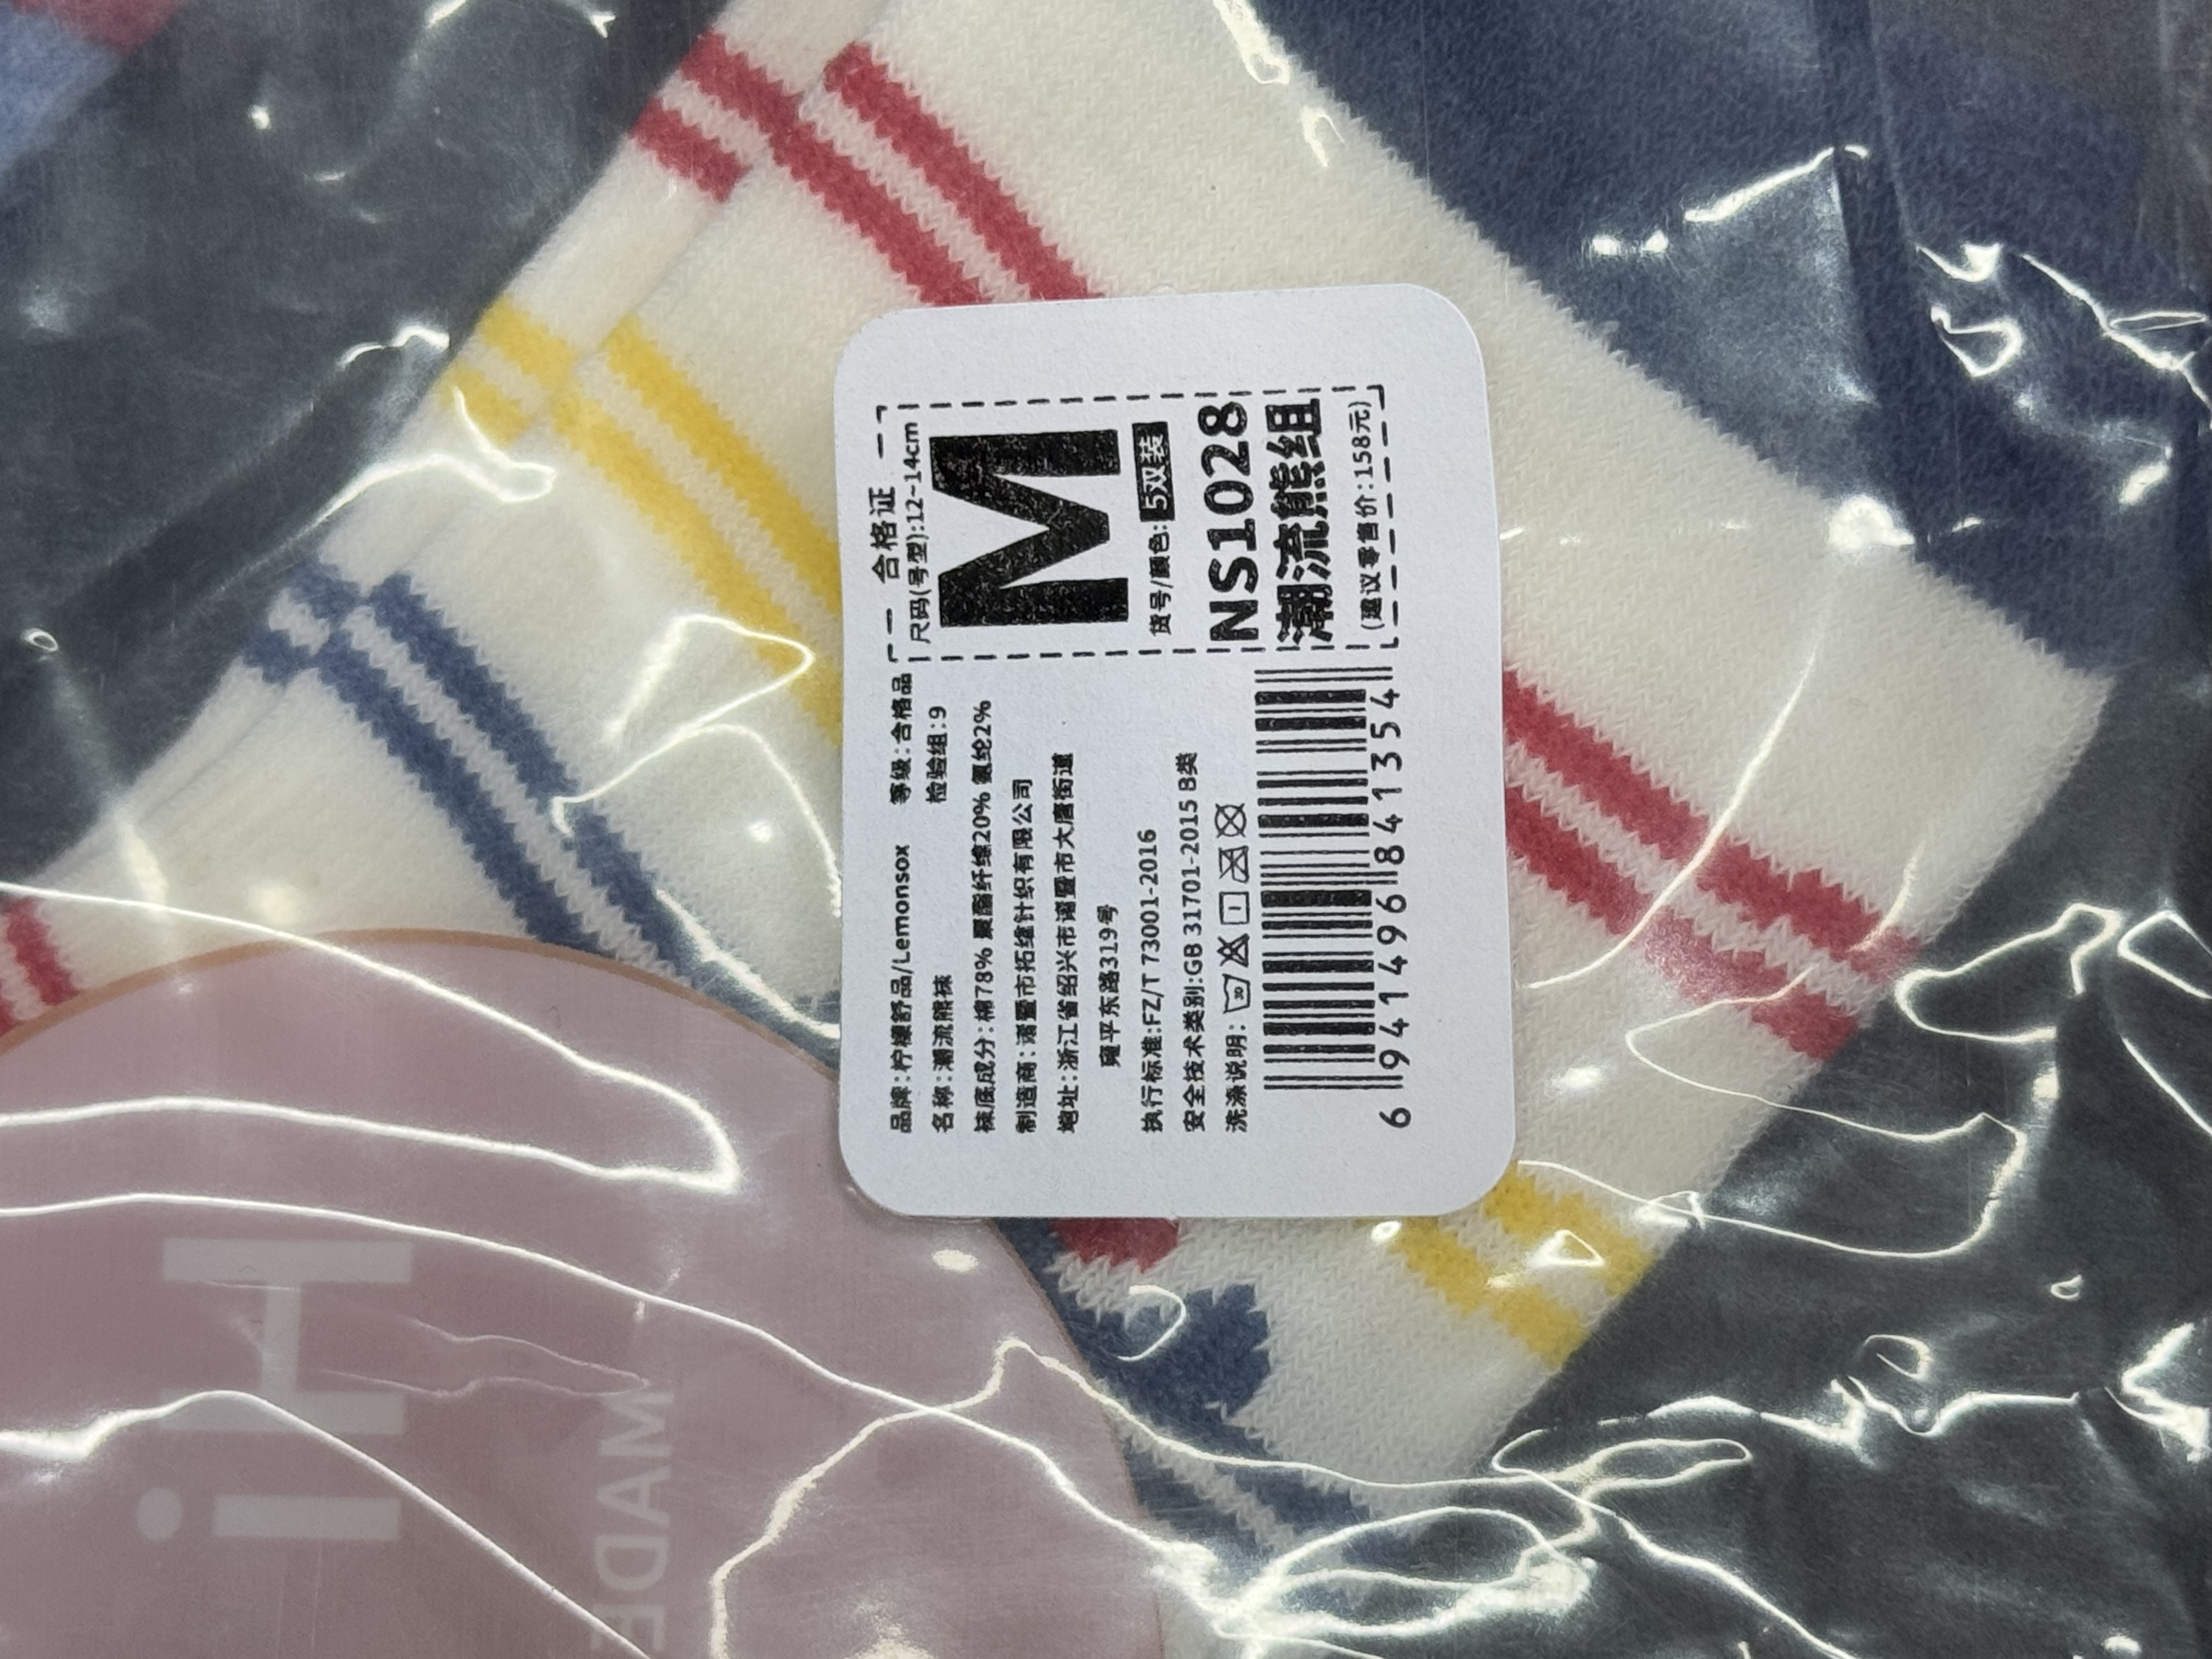 品牌:柠檬舒品/Lemonsox 等级:合格品
名称:潮流熊袜 检验组:9
袜底成分:棉78% 聚酯纤维20% 氨纶2%
制造商:诸暨市拓缝针织有限公司
地址:浙江省绍兴市诸暨市大唐街道
雍平东路319号
执行标准:FZ/T 73001-2016
安全技术类别:GB 31701-2015 B类
洗涤说明: 30
6941496841354
合格证
尺码(号型):12-14cm
M
货号/颜色:5双装
NS1028
潮流熊组
(建议零售价:158元)
Hi
MADE